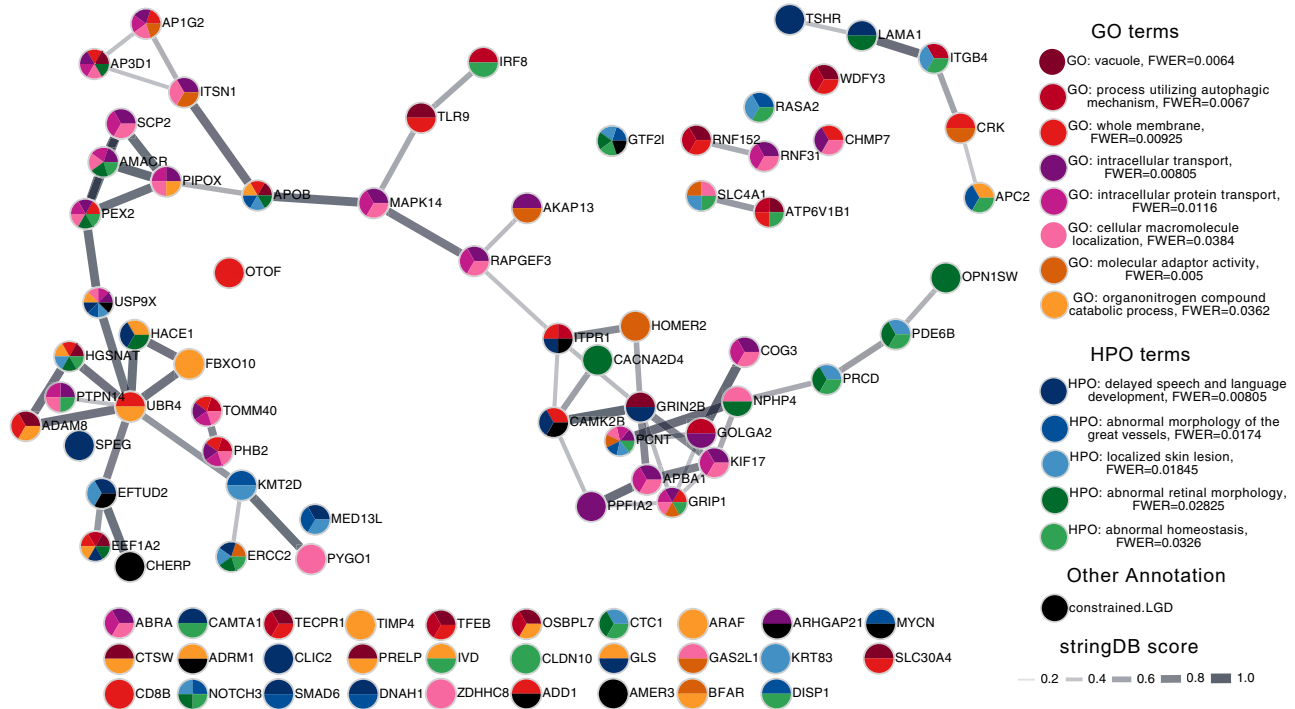 AP1G2
AP3D1
ITSN1
SCP2
AMACR
PIPOX
PEX2
APOB
IRF8
TLR9
MAPK14
AKAP13
RAPGEF3
OTOF
USP9X
HACE1
HGSNAT
FBXO10
PTPN14
UBR4
ADAM8
SPEG
TOMM40
PHB2
EFTUD2
KMT2D
MED13L
EEF1A2
CHERP
ERCC2
PYGO1
TSHR
LAMA1
ITGB4
WDFY3
RASA2
GTF2I
RNF152
CHMP7
RNF31
CRK
SLC4A1
ATP6V1B1
APC2
OPN1SW
PDE6B
PRCD
HOMER2
ITPR1
CACNA2D4
COG3
NPHP4
GRIN2B
CAMK2B
PCNT
GOLGA2
KIF17
APBA1
GRIP1
PPFIA2
ABRA
CAMTA1
TECPR1
TIMP4
TFEB
OSBPL7
CTC1
ARAF
ARHGAP21
MYCN
CTSW
ADRM1
CLIC2
PRELP
IVD
CLDN10
GLS
GAS2L1
KRT83
SLC30A4
CD8B
NOTCH3
SMAD6
DNAH1
ZDHHC8
ADD1
AMER3
BFAR
DISP1
GO terms
GO: vacuole, FWER=0.0064
GO: process utilizing autophagic
mechanism, FWER=0.0067
GO: whole membrane,
FWER=0.00925
GO: intracellular transport,
FWER=0.00805
GO: intracellular protein transport,
FWER=0.0116
GO: cellular macromolecule
localization, FWER=0.0384
GO: molecular adaptor activity,
FWER=0.005
GO: organonitrogen compound
catabolic process, FWER=0.0362
HPO terms
HPO: delayed speech and language
development, FWER=0.00805
HPO: abnormal morphology of the
great vessels, FWER=0.0174
HPO: localized skin lesion,
FWER=0.01845
HPO: abnormal retinal morphology,
FWER=0.02825
HPO: abnormal homeostasis,
FWER=0.0326
Other Annotation
constrained.LGD
stringDB score
0.2 0.4 0.6 0.8 1.0